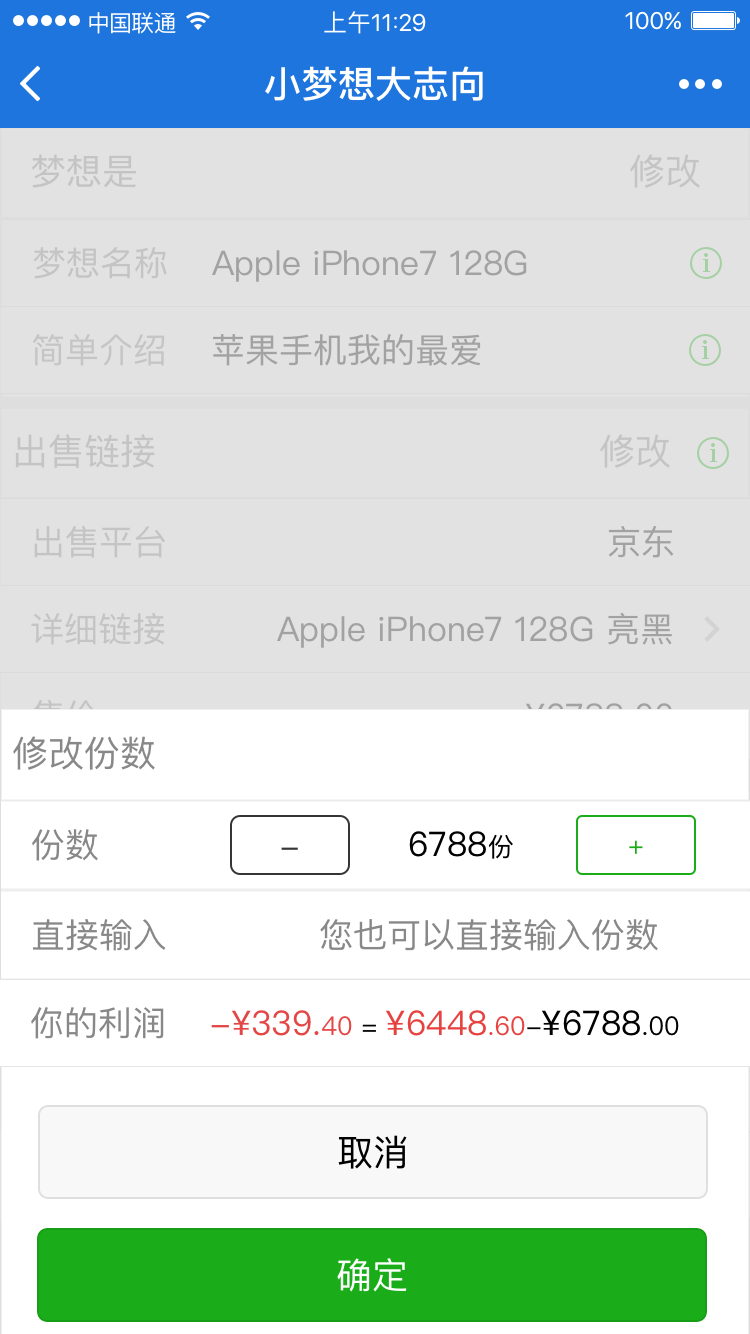 中国联通 上午11:29 100%
小梦想大志向
梦想是 修改
梦想名称 Apple iPhone7 128G
简单介绍 苹果手机我的最爱
出售链接 修改
出售平台 京东
详细链接 Apple iPhone7 128G 亮黑
修改份数
份数 – 6788份 +
直接输入 您也可以直接输入份数
你的利润 –¥339.40 = ¥6448.60–¥6788.00
取消
确定